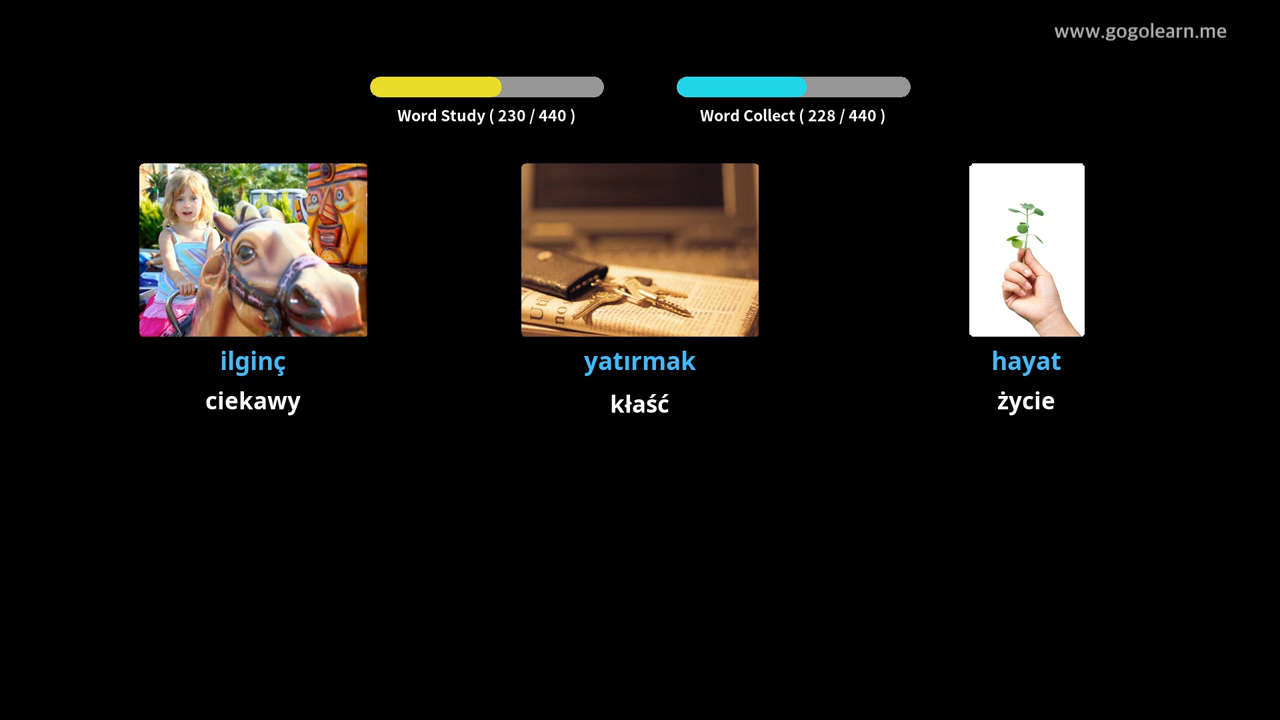 www.gogolearn.me
Word Study ( 230 / 440 )
Word Collect ( 228 / 440 )
ilginç
yatırmak
hayat
ciekawy
kłaść
życie